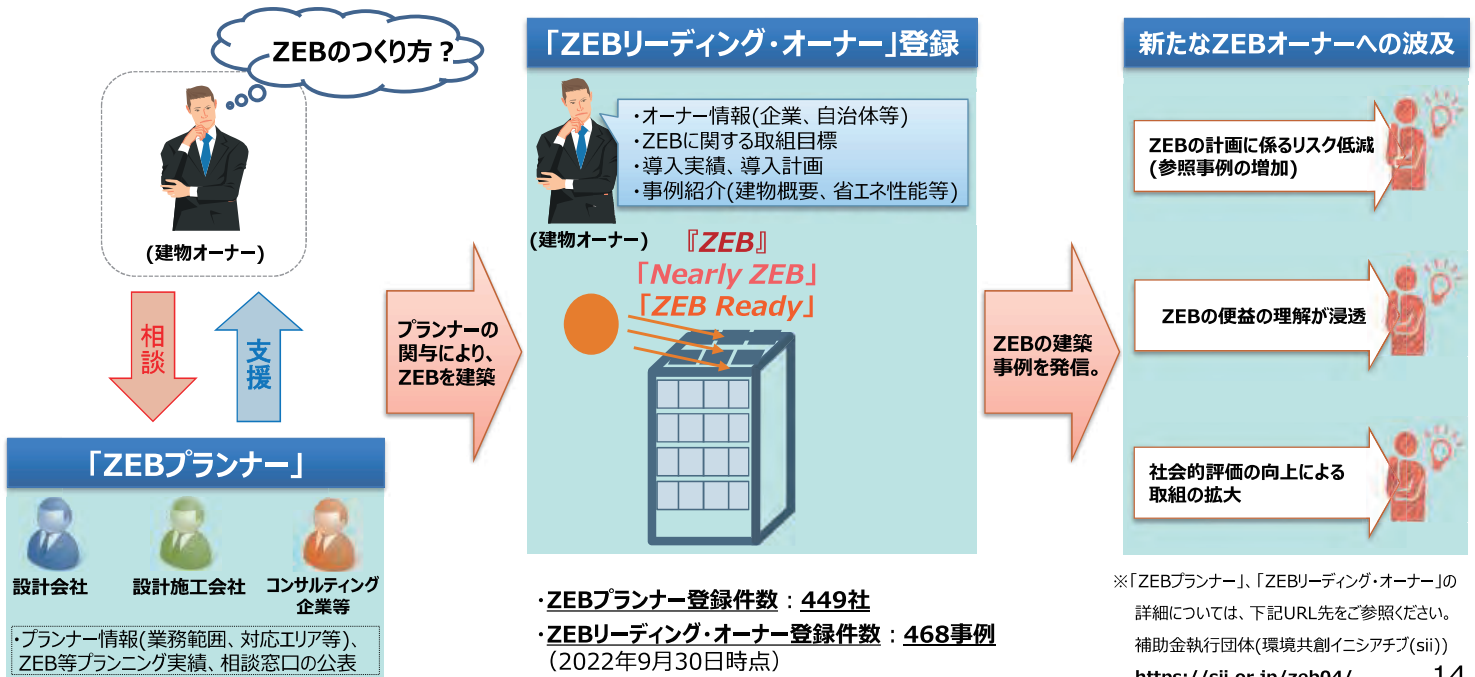 ZEBのつくり方？
(建物オーナー)
相談
支援
「ZEBプランナー」
設計会社
設計施工会社
コンサルティング
企業等
・プランナー情報(業務範囲、対応エリア等)、
ZEB等プランニング実績、相談窓口の公表
プランナーの
関与により、
ZEBを建築
「ZEBリーディング・オーナー」登録
・オーナー情報(企業、自治体等)
・ZEBに関する取組目標
・導入実績、導入計画
・事例紹介(建物概要、省エネ性能等)
(建物オーナー)
『ZEB』
「Nearly ZEB」
「ZEB Ready」
・ZEBプランナー登録件数：449社
・ZEBリーディング・オーナー登録件数：468事例
（2022年9月30日時点）
ZEBの建築
事例を発信。
新たなZEBオーナーへの波及
ZEBの計画に係るリスク低減
(参照事例の増加)
ZEBの便益の理解が浸透
社会的評価の向上による
取組の拡大
※「ZEBプランナー」、「ZEBリーディング・オーナー」の
詳細については、下記URL先をご参照ください。
補助金執行団体(環境共創イニシアチブ(sii))
https://sii.or.jp/zeb04/
14